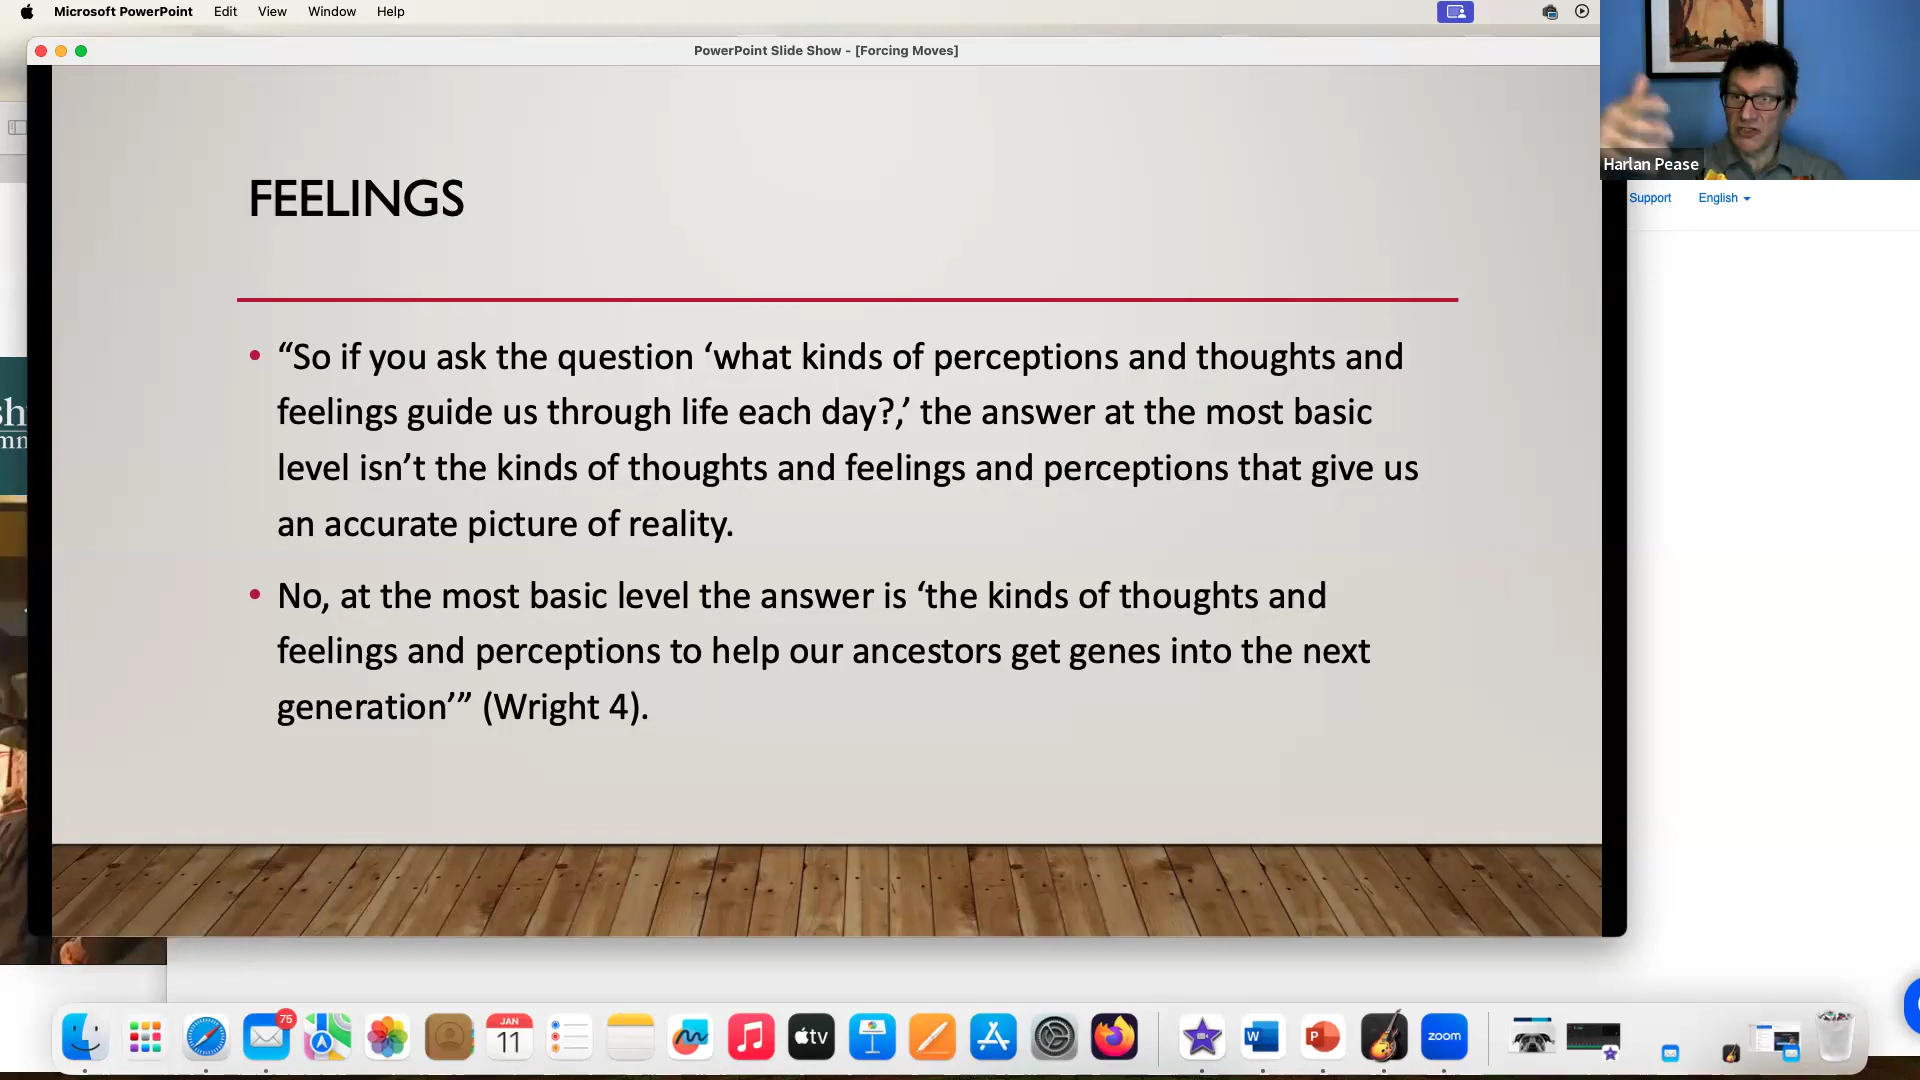 Microsoft PowerPoint Edit View Window Help
PowerPoint Slide Show - [Forcing Moves]
Harlan Pease
Support English
FEELINGS
• “So if you ask the question ‘what kinds of perceptions and thoughts and
feelings guide us through life each day?,’ the answer at the most basic
level isn’t the kinds of thoughts and feelings and perceptions that give us
an accurate picture of reality.
• No, at the most basic level the answer is ‘the kinds of thoughts and
feelings and perceptions to help our ancestors get genes into the next
generation’” (Wright 4).
75
JAN
11
tv
W
P
zoom